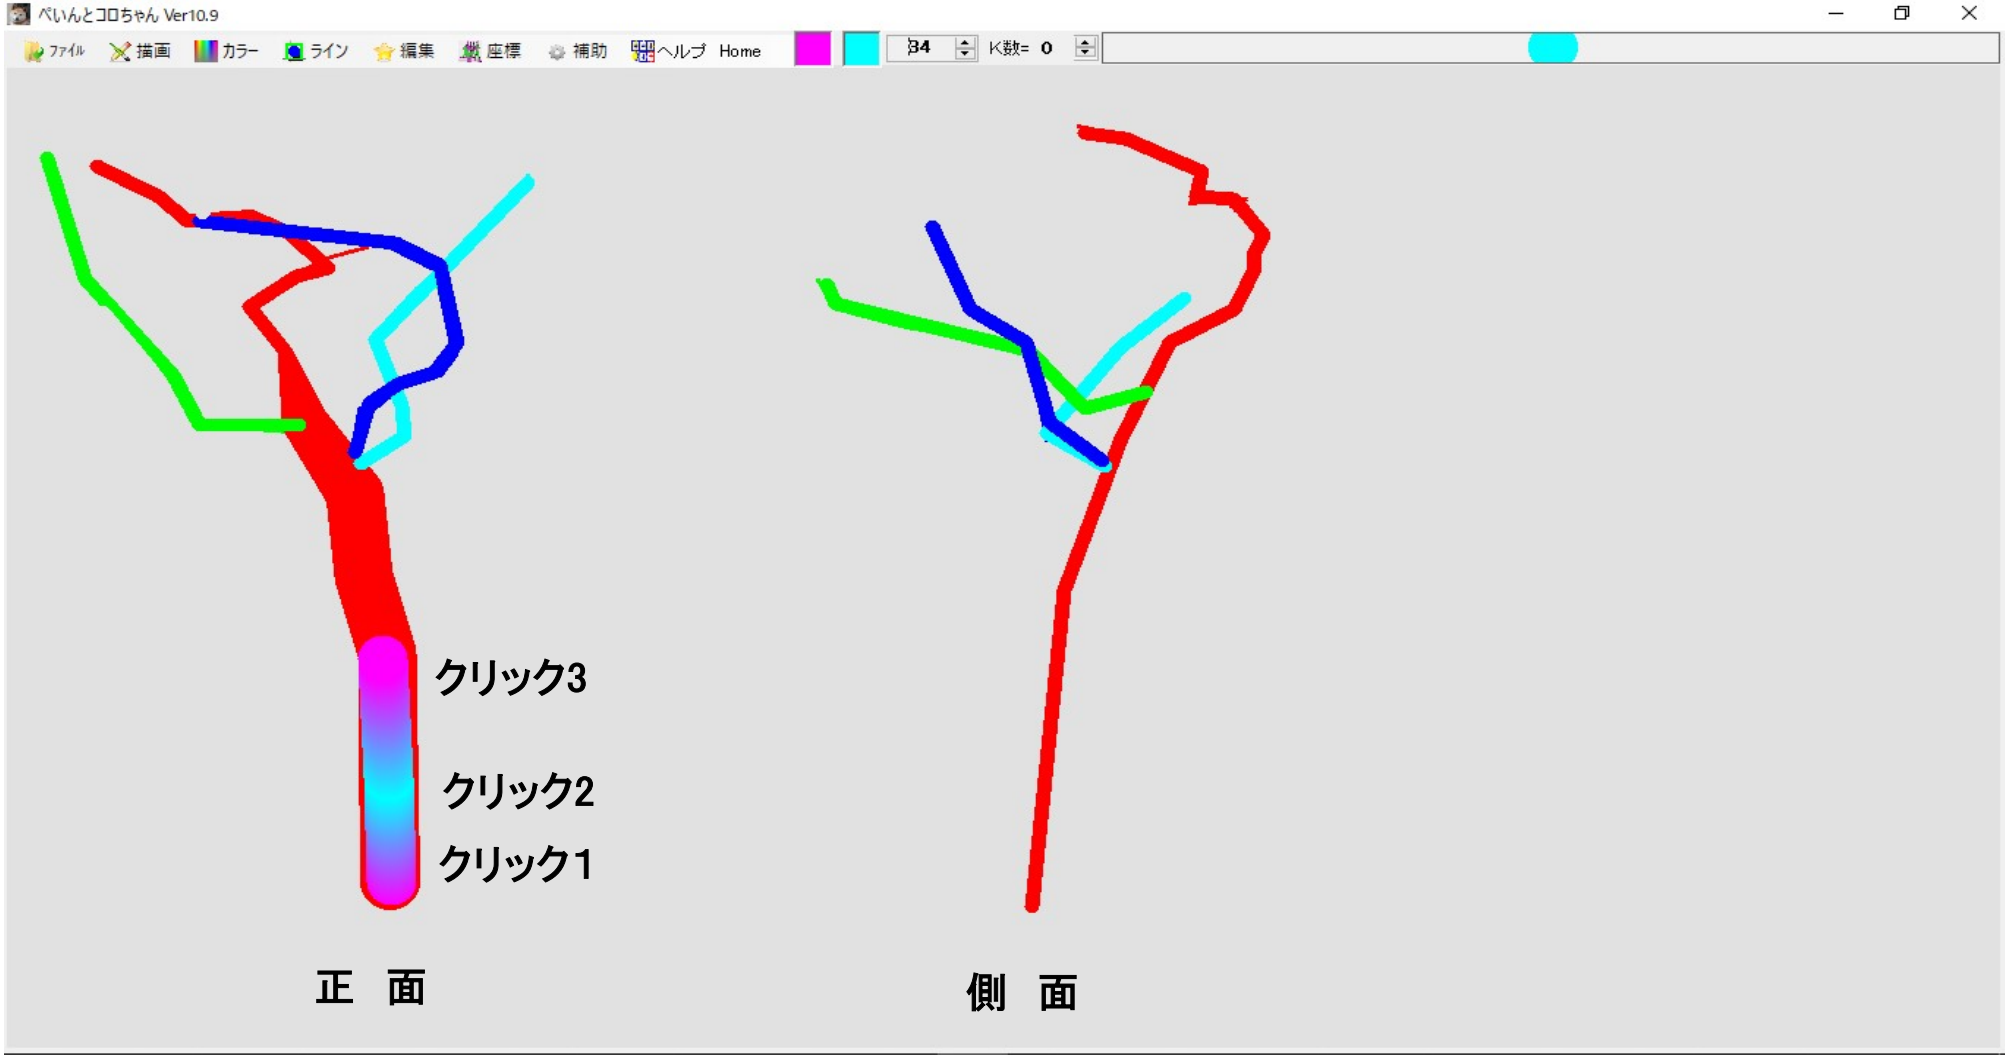 ぺいんとコロちゃん Ver10.9
ファイル 描画 カラー ライン 編集 座標 補助 ヘルプ Home 34 K数= 0
クリック3
クリック2
クリック1
正 面
側 面